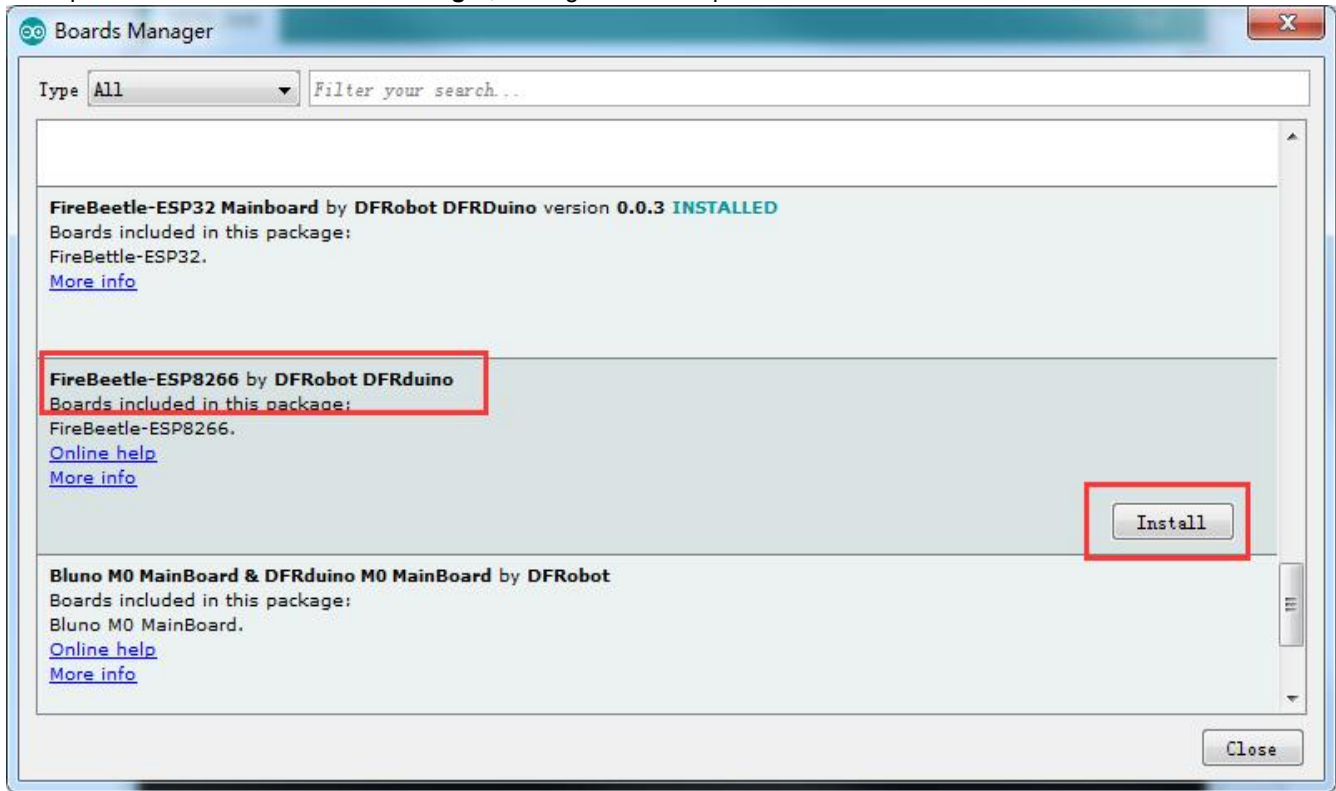 Boards Manager
Type All Filter your search...
FireBeetle-ESP32 Mainboard by DFRobot DFRDuino version 0.0.3 INSTALLED
Boards included in this package:
FireBettle-ESP32.
More info
FireBeetle-ESP8266 by DFRobot DFRduino
Boards included in this package:
FireBeetle-ESP8266.
Online help
More info
Install
Bluno M0 MainBoard & DFRduino M0 MainBoard by DFRobot
Boards included in this package:
Bluno M0 MainBoard.
Online help
More info
Close